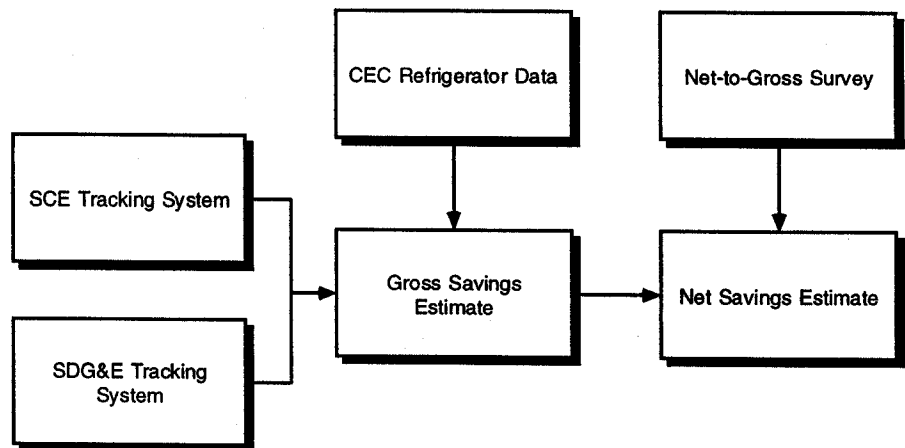 CEC Refrigerator Data
Net-to-Gross Survey
SCE Tracking System
Gross Savings
Estimate
Net Savings Estimate
SDG&E Tracking
System